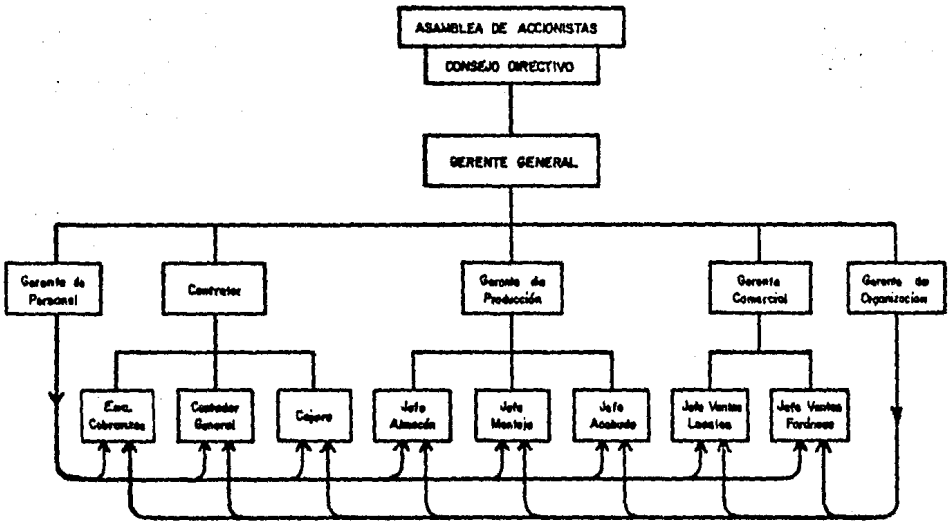 ASAMBLEA DE ACCIONISTAS
CONSEJO DIRECTIVO
GERENTE GENERAL
Gerente de
Personal
Contralor
Gerente de
Producción
Gerente
Comercial
Gerente de
Organización
Enc.
Cobranzas
Contador
General
Cajero
Jefe
Almacén
Jefe
Montaje
Jefe
Acabado
Jefe Ventas
Locales
Jefe Ventas
Foráneas